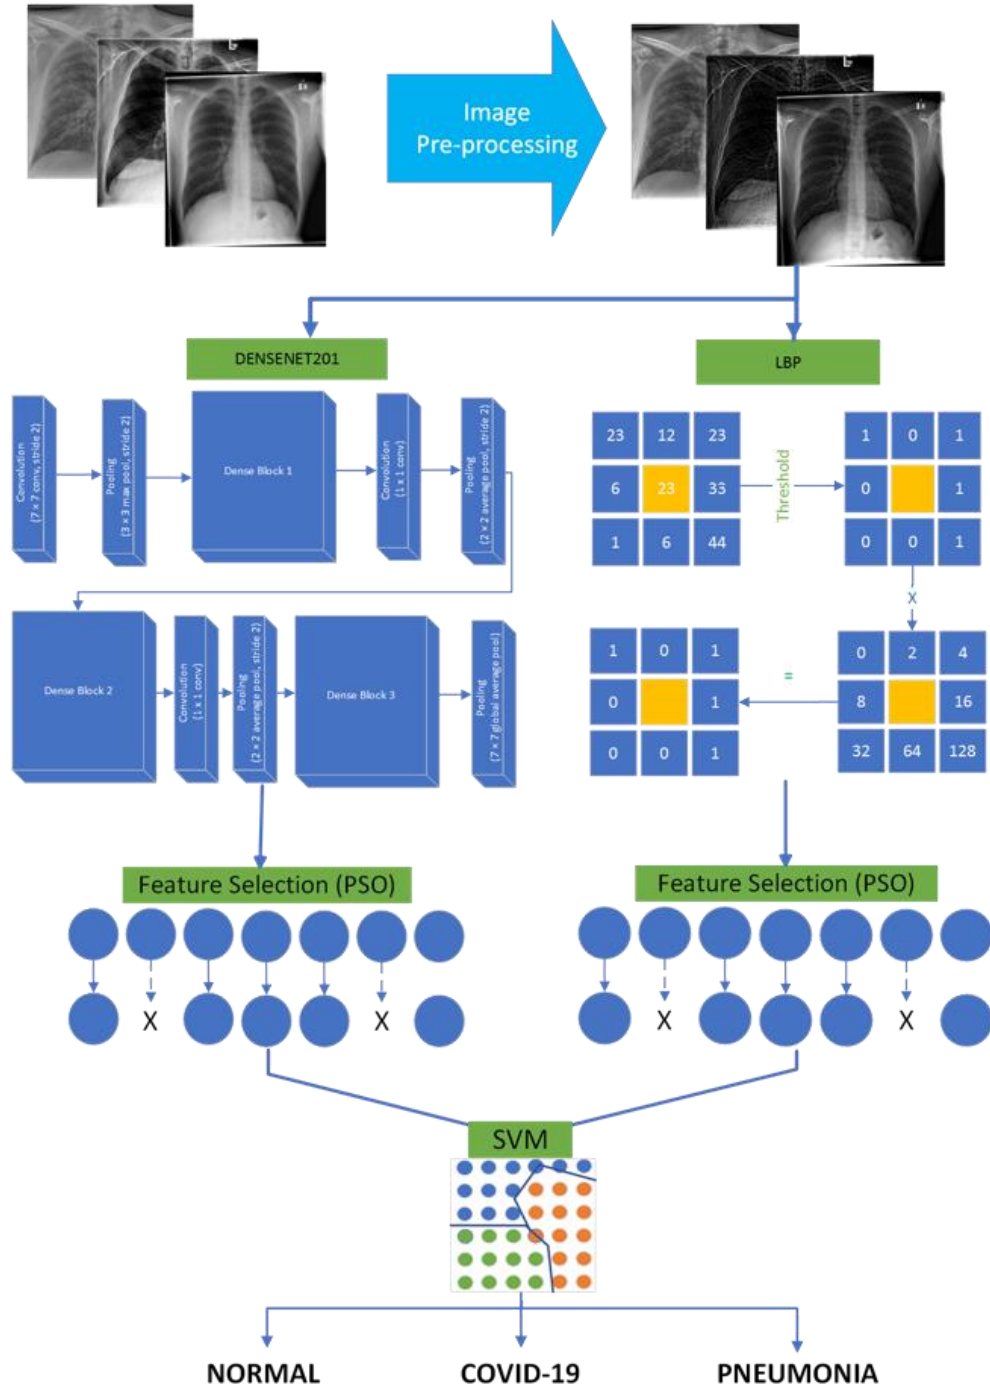 Image
Pre-processing
DENSENET201
LBP
Convolution
(7 × 7 conv, stride 2)
Pooling
(3 × 3 max pool, stride 2)
Dense Block 1
Convolution
(1 x 1 conv)
Pooling
(2 × 2 average pool, stride 2)
23 12 23
6 23 33
1 6 44
Threshold
1 0 1
0 1
0 0 1
X
Dense Block 2
Convolution
(1 x 1 conv)
Pooling
(2 × 2 average pool, stride 2)
Dense Block 3
Pooling
(7 × 7 global average pool)
1 0 1
0 1
0 0 1
=
0 2 4
8 16
32 64 128
Feature Selection (PSO)
X X
Feature Selection (PSO)
X X
SVM
NORMAL COVID-19 PNEUMONIA